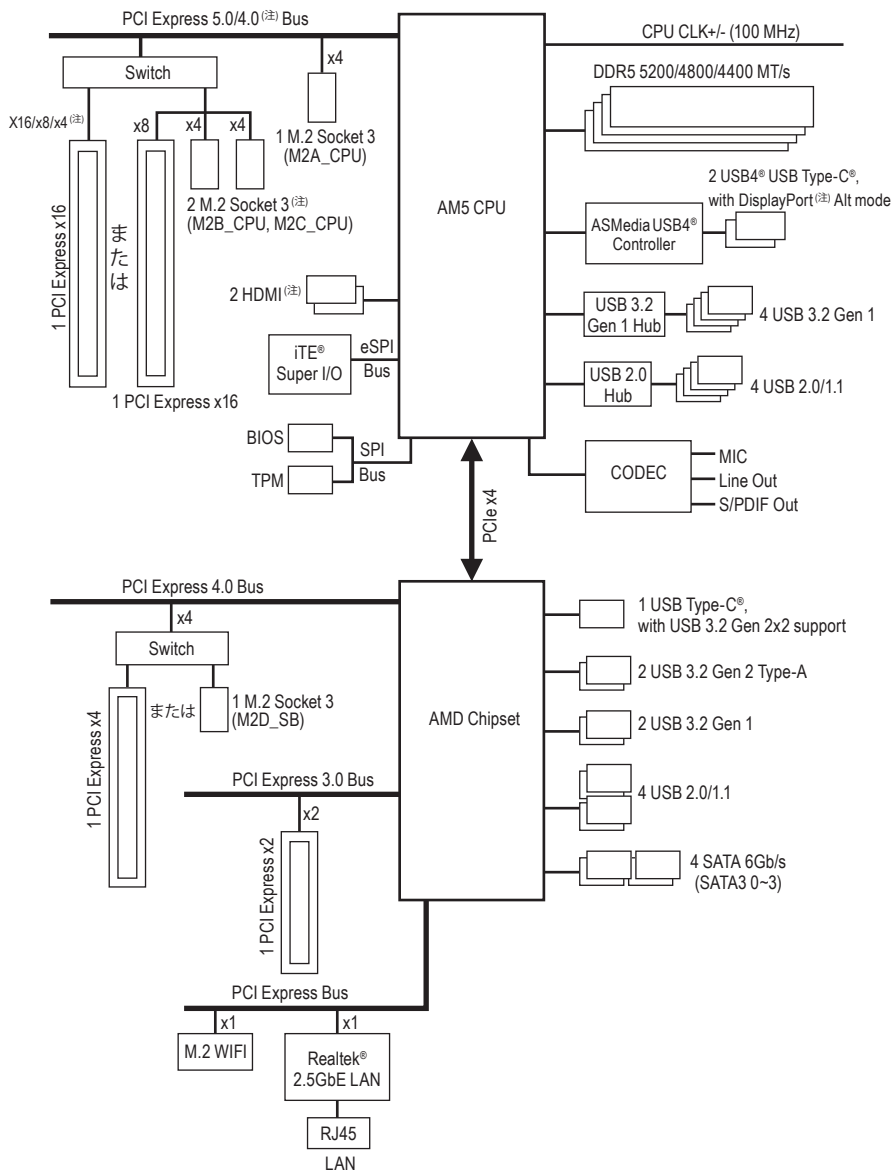 PCI Express 5.0/4.0 (注) Bus
CPU CLK+/- (100 MHz)
Switch
x4
DDR5 5200/4800/4400 MT/s
X16/x8/x4 (注)
x8
x4
x4
1 M.2 Socket 3
(M2A_CPU)
2 M.2 Socket 3 (注)
(M2B_CPU, M2C_CPU)
1 PCI Express x16
または
1 PCI Express x16
AM5 CPU
2 USB4® USB Type-C®,
with DisplayPort (注) Alt mode
ASMedia USB4®
Controller
2 HDMI (注)
USB 3.2
Gen 1 Hub
4 USB 3.2 Gen 1
iTE®
Super I/O
eSPI
Bus
USB 2.0
Hub
4 USB 2.0/1.1
BIOS
TPM
SPI
Bus
CODEC
MIC
Line Out
S/PDIF Out
PCIe x4
PCI Express 4.0 Bus
x4
Switch
1 PCI Express x4
または
1 M.2 Socket 3
(M2D_SB)
AMD Chipset
1 USB Type-C®,
with USB 3.2 Gen 2x2 support
2 USB 3.2 Gen 2 Type-A
2 USB 3.2 Gen 1
4 USB 2.0/1.1
4 SATA 6Gb/s
(SATA3 0~3)
PCI Express 3.0 Bus
x2
1 PCI Express x2
PCI Express Bus
x1
x1
M.2 WIFI
Realtek®
2.5GbE LAN
RJ45
LAN